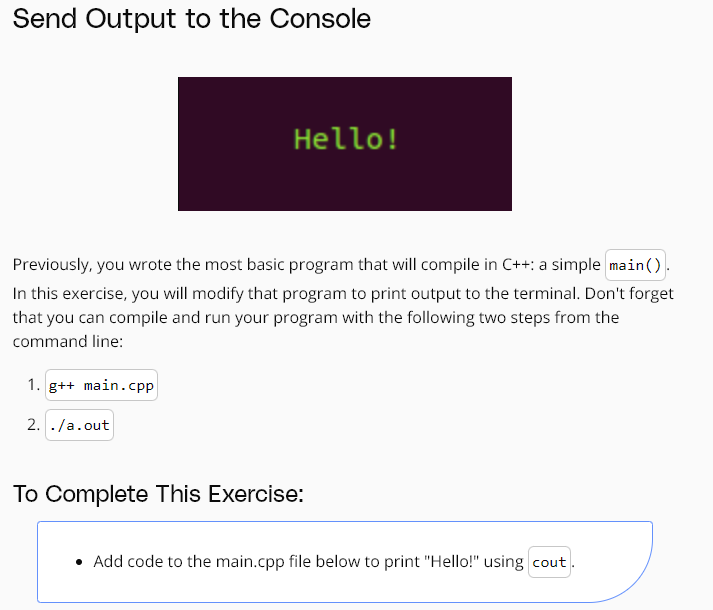 Send Output to the Console
Hello!
Previously, you wrote the most basic program that will compile in C++: a simple main().
In this exercise, you will modify that program to print output to the terminal. Don't forget
that you can compile and run your program with the following two steps from the
command line:
1. g++ main.cpp
2. ./a.out
To Complete This Exercise:
• Add code to the main.cpp file below to print "Hello!" using cout.